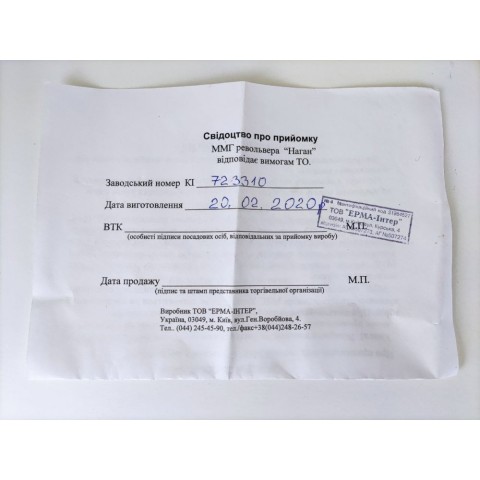 Свідоцтво про прийомку
ММГ револьвера "Наган"
відповідає вимогам ТО.
Заводський номер КІ 723310
Дата виготовлення 20.02.2020р
ідентифікаційний код
ТОВ "ЕРМА-Інтер"
ВТК М.П.
(особисті підписи посадових осіб, відповідальних за прийомку виробу)
Дата продажу М.П.
(підпис та штамп представника торгівельної організації)
Виробник ТОВ "ЕРМА-ІНТЕР",
Україна, 03049, м. Київ, вул.Ген.Воробйова, 4.
Тел.. (044) 245-45-90, тел./факс+38(044)248-26-57